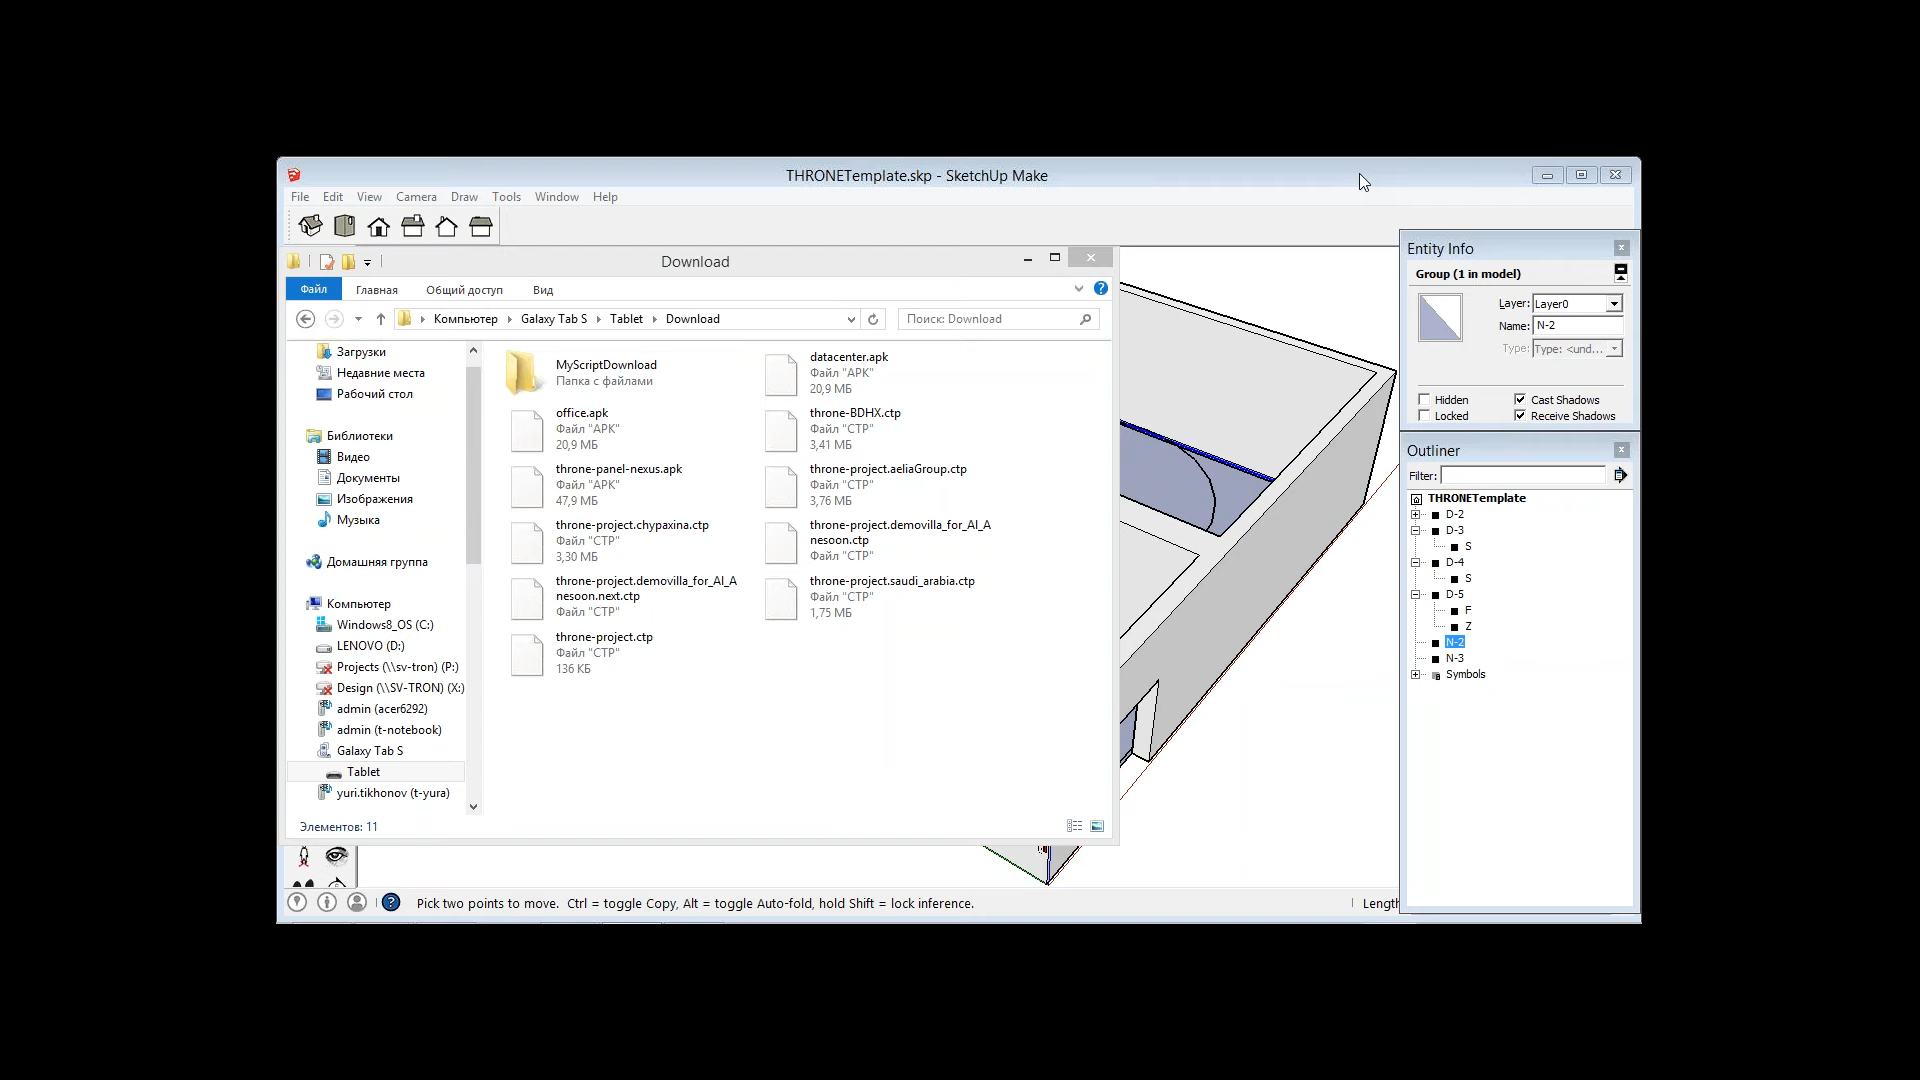 THRONETemplate.skp - SketchUp Make
File Edit View Camera Draw Tools Window Help
Download
Файл Главная Общий доступ Вид
Компьютер Galaxy Tab S Tablet Download
Поиск: Download
Загрузки
Недавние места
Рабочий стол
Библиотеки
Видео
Документы
Изображения
Музыка
Домашняя группа
Компьютер
Windows8_OS (C:)
LENOVO (D:)
Projects (\\sv-tron) (P:)
Design (\\SV-TRON) (X:)
admin (acer6292)
admin (t-notebook)
Galaxy Tab S
Tablet
yuri.tikhonov (t-yura)
MyScriptDownload
Папка с файлами
datacenter.apk
Файл "APK"
20,9 МБ
office.apk
Файл "APK"
20,9 МБ
throne-BDHX.ctp
Файл "CTP"
3,41 МБ
throne-panel-nexus.apk
Файл "APK"
47,9 МБ
throne-project.aeliaGroup.ctp
Файл "CTP"
3,76 МБ
throne-project.chypaxina.ctp
Файл "CTP"
3,30 МБ
throne-project.demovilla_for_Al_A
nesoon.ctp
Файл "CTP"
throne-project.demovilla_for_Al_A
nesoon.next.ctp
Файл "CTP"
throne-project.saudi_arabia.ctp
Файл "CTP"
1,75 МБ
throne-project.ctp
Файл "CTP"
136 КБ
Элементов: 11
Entity Info
Group (1 in model)
Layer: Layer0
Name: N-2
Type: Type: <und...
Hidden Cast Shadows
Locked Receive Shadows
Outliner
Filter:
THRONETemplate
D-2
D-3
S
D-4
S
D-5
F
Z
N-2
N-3
Symbols
Pick two points to move. Ctrl = toggle Copy, Alt = toggle Auto-fold, hold Shift = lock inference.
Length